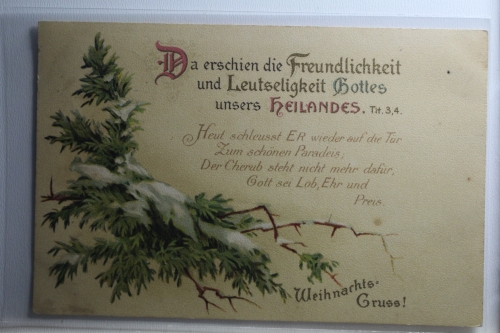 Da erschien die Freundlichkeit
und Leutseligkeit Gottes
unsers HEILANDES. Tit. 3,4.
Heut schleusst ER wieder auf die Tür
Zum schönen Paradeis;
Der Cherub steht nicht mehr dafür,
Gott sei Lob, Ehr und
Preis.
Weihnachts-
Gruss!